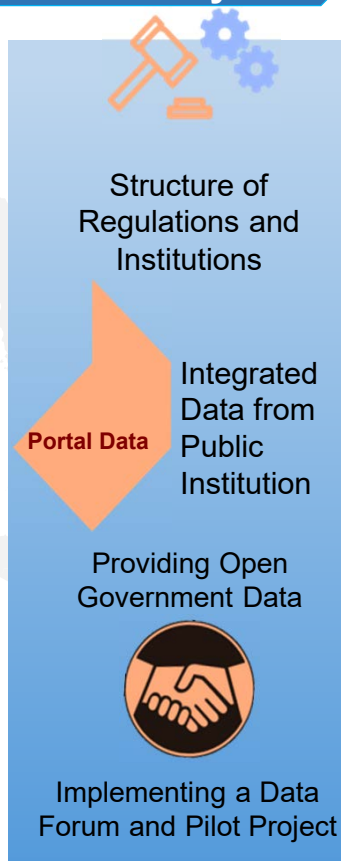 Structure of
Regulations and
Institutions
Integrated
Data from
Portal Data
Public
Institution
Providing Open
Government Data
Implementing a Data
Forum and Pilot Project